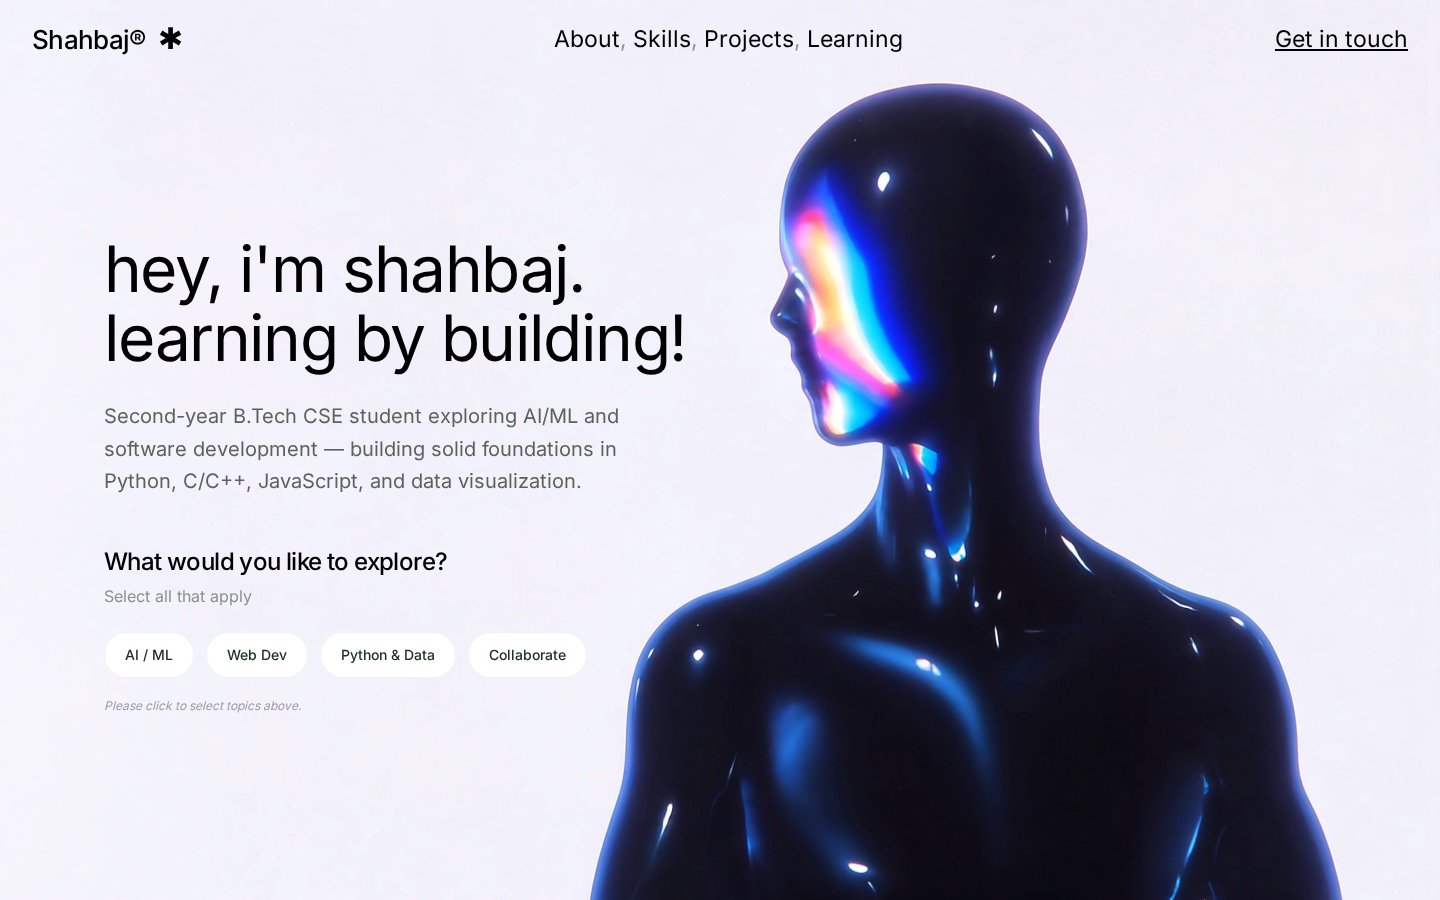 Shahbaj® ✱
About, Skills, Projects, Learning
Get in touch
hey, i'm shahbaj.
learning by building!
Second-year B.Tech CSE student exploring AI/ML and
software development — building solid foundations in
Python, C/C++, JavaScript, and data visualization.
What would you like to explore?
Select all that apply
AI / ML
Web Dev
Python & Data
Collaborate
Please click to select topics above.